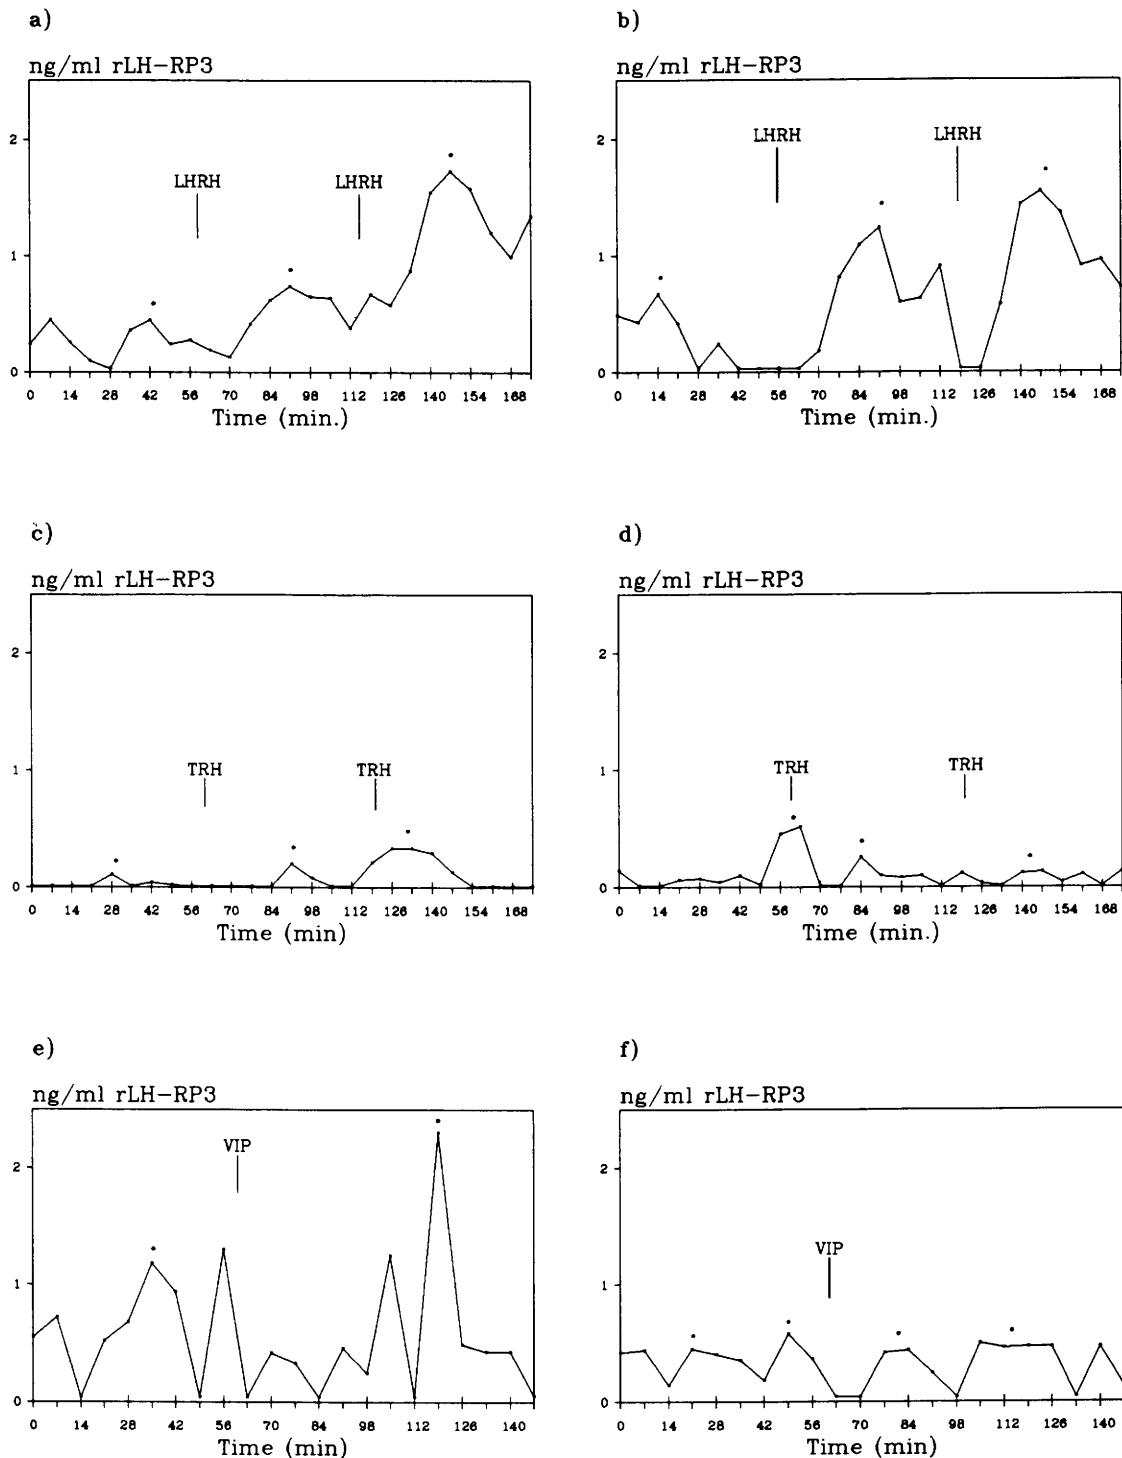 a)
ng/ml rLH-RP3
2
LHRH
LHRH
1
0
0 14 28 42 56 70 84 98 112 126 140 154 168
Time (min.)
b)
ng/ml rLH-RP3
2
LHRH
LHRH
1
0
0 14 28 42 56 70 84 98 112 126 140 154 168
Time (min.)
c)
ng/ml rLH-RP3
2
1
TRH
TRH
0
0 14 28 42 56 70 84 98 112 126 140 154 168
Time (min)
d)
ng/ml rLH-RP3
2
1
TRH
TRH
0
0 14 28 42 56 70 84 98 112 126 140 154 168
Time (min.)
e)
ng/ml rLH-RP3
2
VIP
1
0
0 14 28 42 56 70 84 98 112 126 140
Time (min)
f)
ng/ml rLH-RP3
2
VIP
1
0
0 14 28 42 56 70 84 98 112 126 140
Time (min)